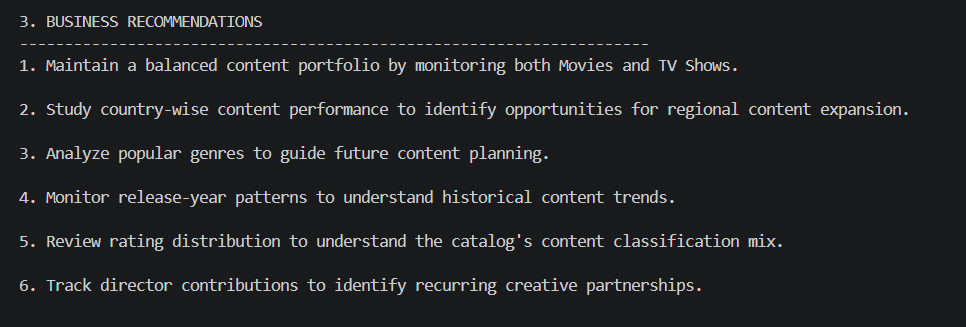 3. BUSINESS RECOMMENDATIONS
----------------------------------------------------------------------
1. Maintain a balanced content portfolio by monitoring both Movies and TV Shows.
2. Study country-wise content performance to identify opportunities for regional content expansion.
3. Analyze popular genres to guide future content planning.
4. Monitor release-year patterns to understand historical content trends.
5. Review rating distribution to understand the catalog's content classification mix.
6. Track director contributions to identify recurring creative partnerships.